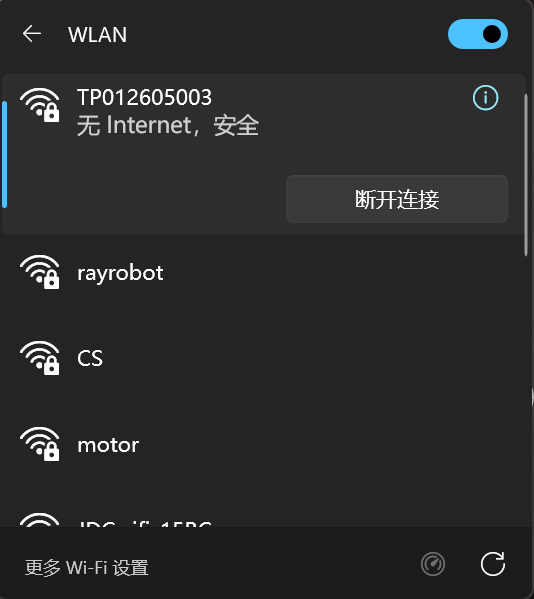 WLAN
TP012605003
无 Internet，安全
断开连接
rayrobot
CS
motor
更多 Wi-Fi 设置